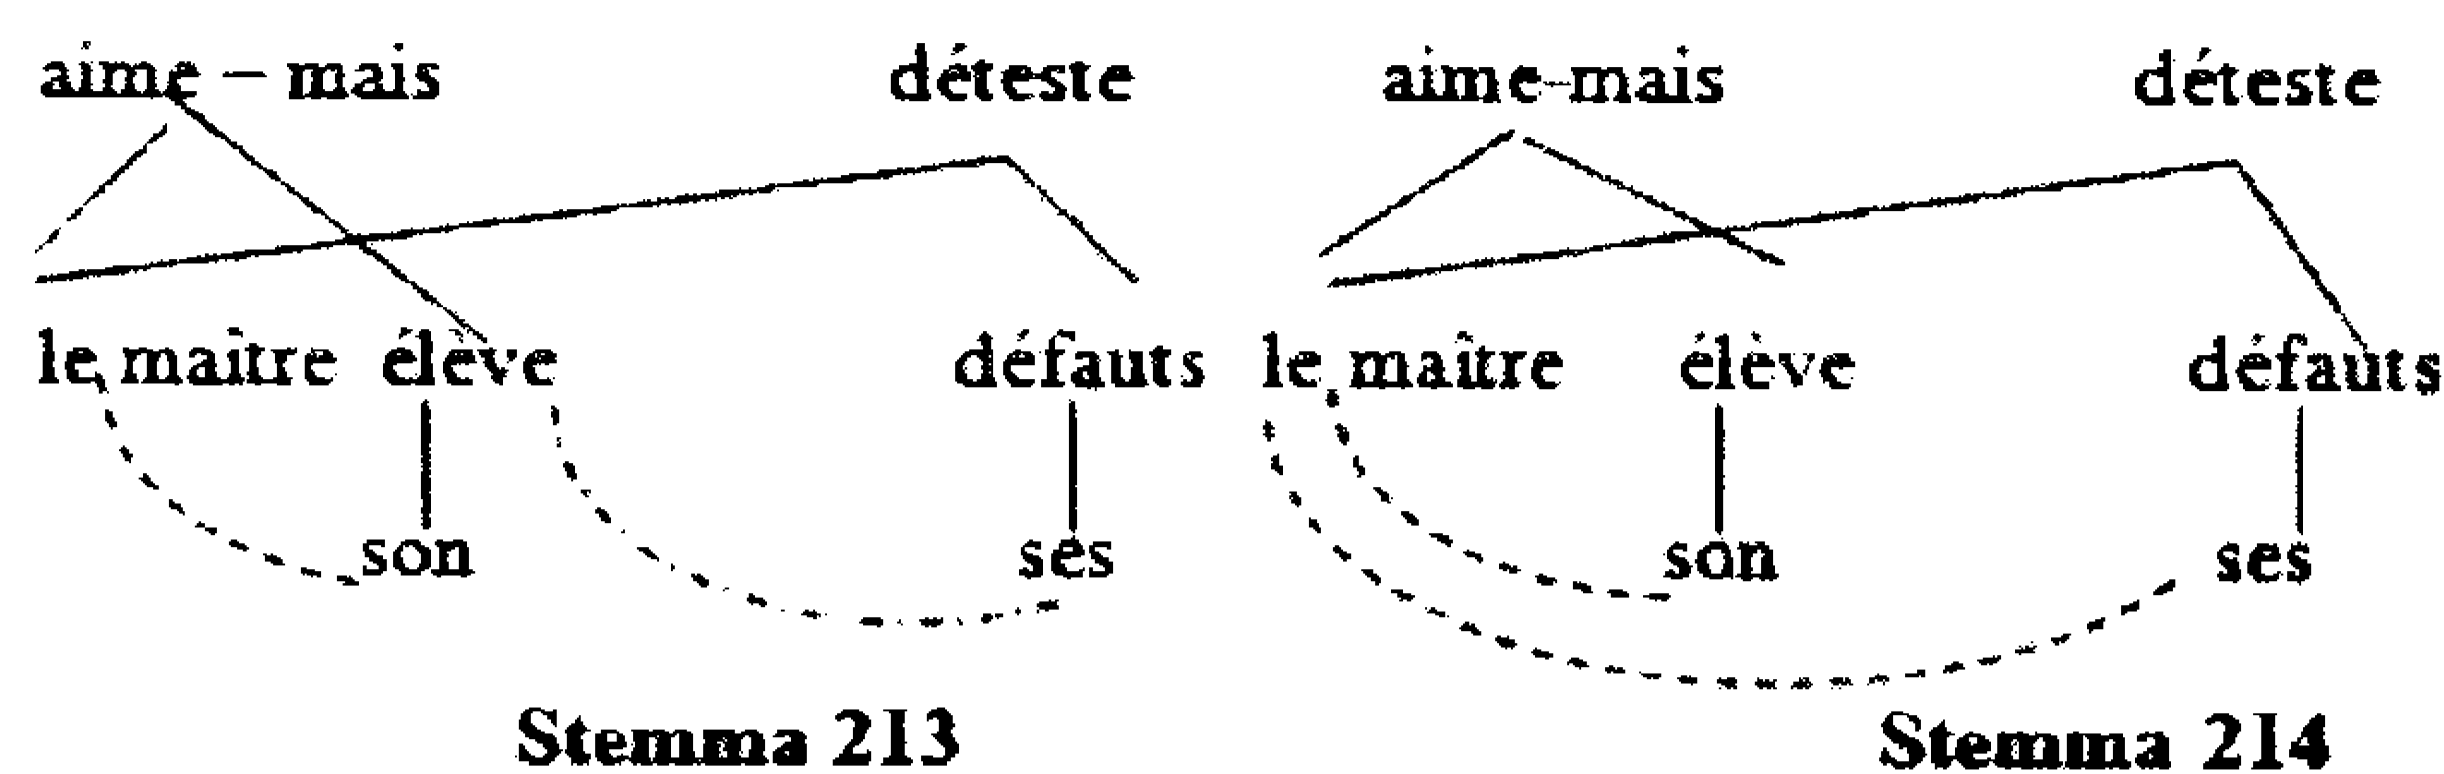 aime – mais déteste aime-mais déteste
le maître élève défauts le maître élève défauts
son ses son ses
Stemma 213 Stemma 214